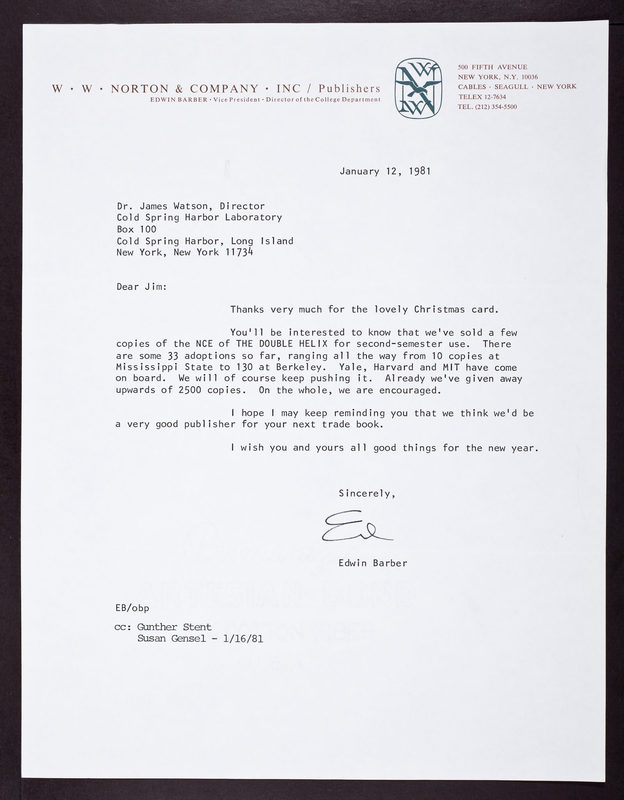 W · W · NORTON & COMPANY · INC / Publishers
EDWIN BARBER · Vice President · Director of the College Department
WW
NW
500 FIFTH AVENUE
NEW YORK, N.Y. 10036
CABLES · SEAGULL · NEW YORK
TELEX 12-7634
TEL. (212) 354-5500
January 12, 1981
Dr. James Watson, Director
Cold Spring Harbor Laboratory
Box 100
Cold Spring Harbor, Long Island
New York, New York 11734
Dear Jim:
Thanks very much for the lovely Christmas card.
You'll be interested to know that we've sold a few
copies of the NCE of THE DOUBLE HELIX for second-semester use. There
are some 33 adoptions so far, ranging all the way from 10 copies at
Mississippi State to 130 at Berkeley. Yale, Harvard and MIT have come
on board. We will of course keep pushing it. Already we've given away
upwards of 2500 copies. On the whole, we are encouraged.
I hope I may keep reminding you that we think we'd be
a very good publisher for your next trade book.
I wish you and yours all good things for the new year.
Sincerely,
Ed
Edwin Barber
EB/obp
cc: Gunther Stent
Susan Gensel - 1/16/81